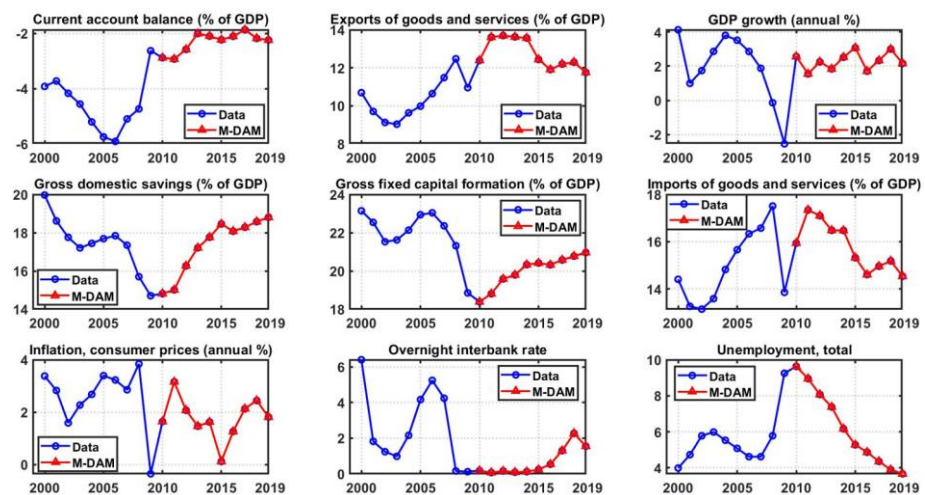 Current account balance (% of GDP)
-2
-4
-6
Data
M-DAM
2000 2005 2010 2015 2019
Exports of goods and services (% of GDP)
14
12
10
8
Data
M-DAM
2000 2005 2010 2015 2019
GDP growth (annual %)
4
2
0
-2
Data
M-DAM
2000 2005 2010 2015 2019
Gross domestic savings (% of GDP)
20
18
16
14
Data
M-DAM
2000 2005 2010 2015 2019
Gross fixed capital formation (% of GDP)
24
22
20
18
Data
M-DAM
2000 2005 2010 2015 2019
Imports of goods and services (% of GDP)
18
16
14
Data
M-DAM
2000 2005 2010 2015 2019
Inflation, consumer prices (annual %)
4
2
0
Data
M-DAM
2000 2005 2010 2015 2019
Overnight interbank rate
6
4
2
0
Data
M-DAM
2000 2005 2010 2015 2019
Unemployment, total
10
8
6
4
Data
M-DAM
2000 2005 2010 2015 2019